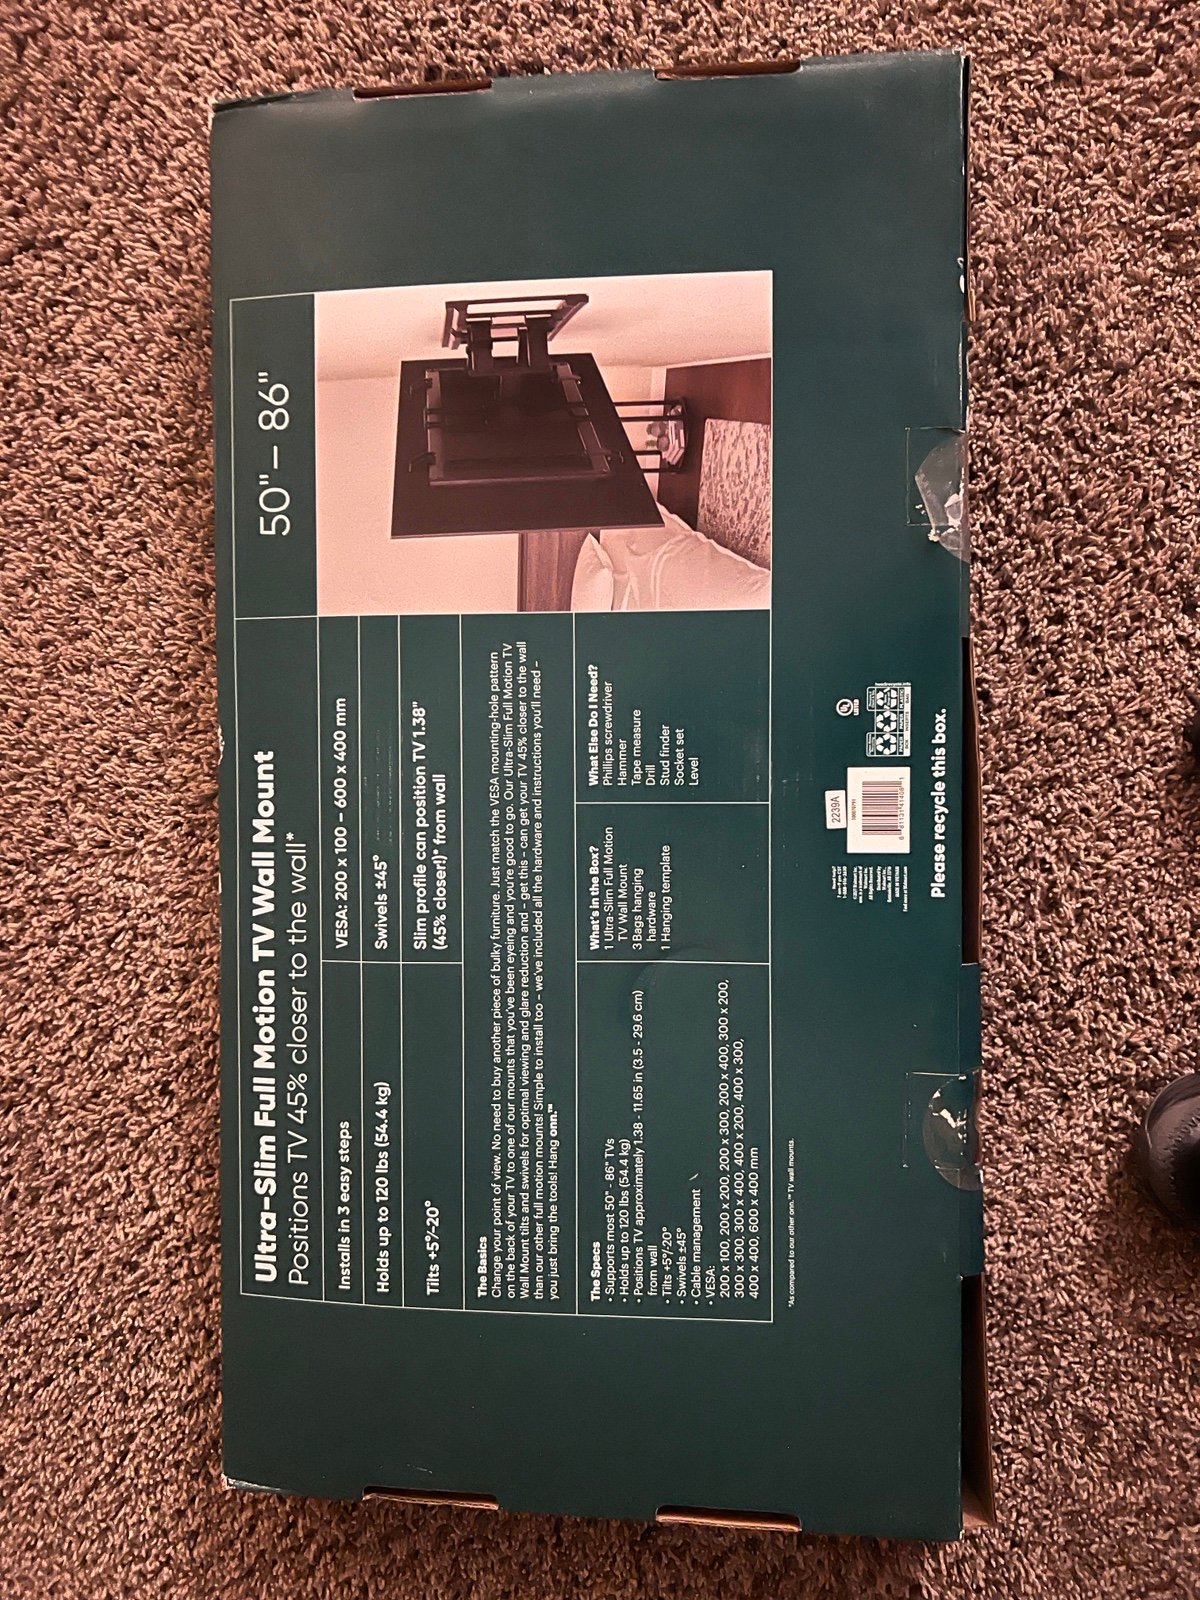 Ultra-Slim Full Motion TV Wall Mount
Positions TV 45% closer to the wall*
50" – 86"
Installs in 3 easy steps
VESA: 200 x 100 – 600 x 400 mm
Holds up to 120 lbs (54.4 kg)
Swivels ±45°
Tilts +5°/-20°
Slim profile can position TV 1.38"
(45% closer!)* from wall
The Basics
Change your point of view. No need to buy another piece of bulky furniture. Just match the VESA mounting-hole pattern
on the back of your TV to one of our mounts that you've been eyeing and you're good to go. Our Ultra-Slim Full Motion TV
Wall Mount tilts and swivels for optimal viewing and glare reduction and – get this – can get your TV 45% closer to the wall
than our other full motion mounts! Simple to install too – we've included all the hardware and instructions you'll need –
you just bring the tools! Hang onn.™
The Specs
• Supports most 50" - 86" TVs
• Holds up to 120 lbs (54.4 kg)
• Positions TV approximately 1.38 - 11.65 in (3.5 - 29.6 cm)
from wall
• Tilts +5°/-20°
• Swivels ±45°
• Cable management
• VESA:
200 x 100, 200 x 200, 200 x 300, 200 x 400, 300 x 200,
300 x 300, 300 x 400, 400 x 200, 400 x 300,
400 x 400, 600 x 400 mm
What's in the Box?
1 Ultra-Slim Full Motion
TV Wall Mount
3 Bags hanging
hardware
1 Hanging template
What Else Do I Need?
Phillips screwdriver
Hammer
Tape measure
Drill
Stud finder
Socket set
Level
*As compared to our other onn.™ TV wall mounts.
2239A
UL
LISTED
how2recycle.info
Please recycle this box.